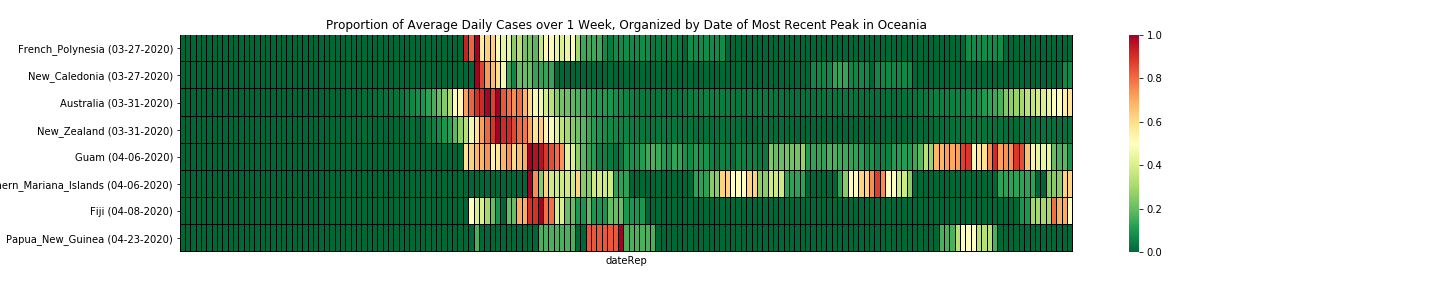 Proportion of Average Daily Cases over 1 Week, Organized by Date of Most Recent Peak in Oceania
French_Polynesia (03-27-2020)
New_Caledonia (03-27-2020)
Australia (03-31-2020)
New_Zealand (03-31-2020)
Guam (04-06-2020)
ern_Mariana_Islands (04-06-2020)
Fiji (04-08-2020)
Papua_New_Guinea (04-23-2020)
dateRep
1.0
0.8
0.6
0.4
0.2
0.0